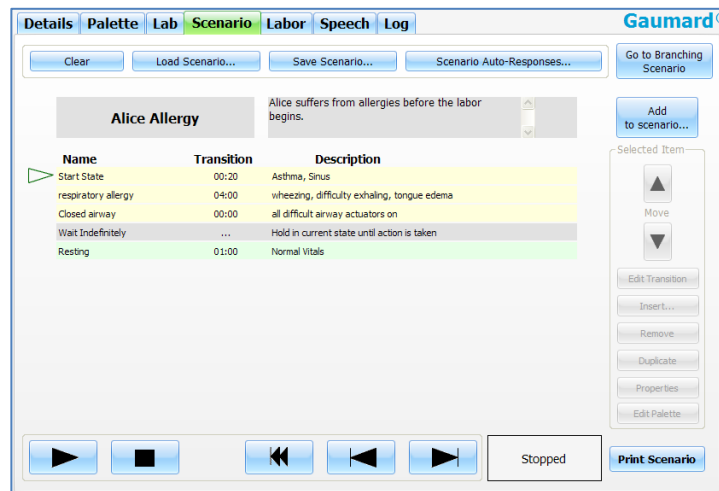 Details Palette Lab Scenario Labor Speech Log
Gaumard
Clear Load Scenario... Save Scenario... Scenario Auto-Responses...
Go to Branching
Scenario
Alice Allergy
Alice suffers from allergies before the labor
begins.
Add
to scenario...
Selected Item
Name Transition Description
Start State 00:20 Asthma, Sinus
respiratory allergy 04:00 wheezing, difficulty exhaling, tongue edema
Closed airway 00:00 all difficult airway actuators on
Wait Indefinitely ... Hold in current state until action is taken
Resting 01:00 Normal Vitals
Move
Edit Transition
Insert...
Remove
Duplicate
Properties
Edit Palette
Stopped
Print Scenario